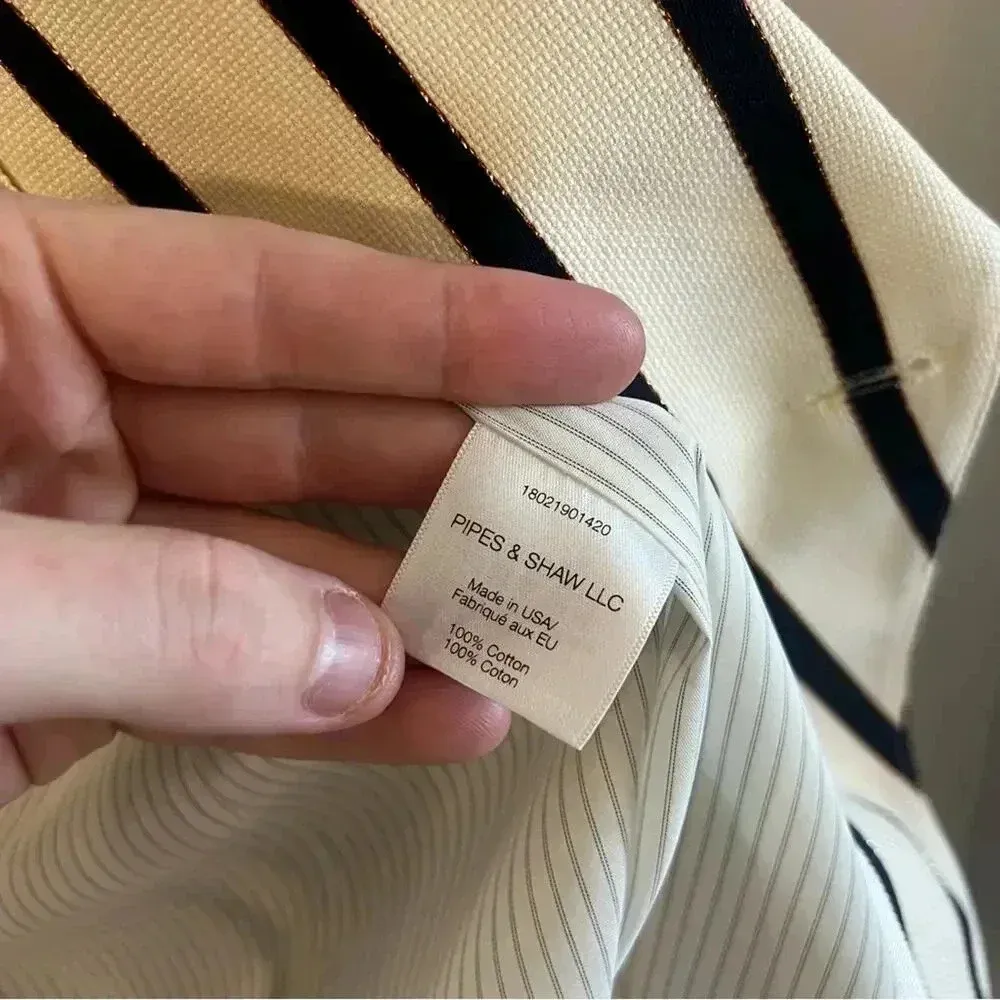 18021901420
PIPES & SHAW LLC
Made in USA/
Fabriqué aux EU
100% Cotton
100% Coton